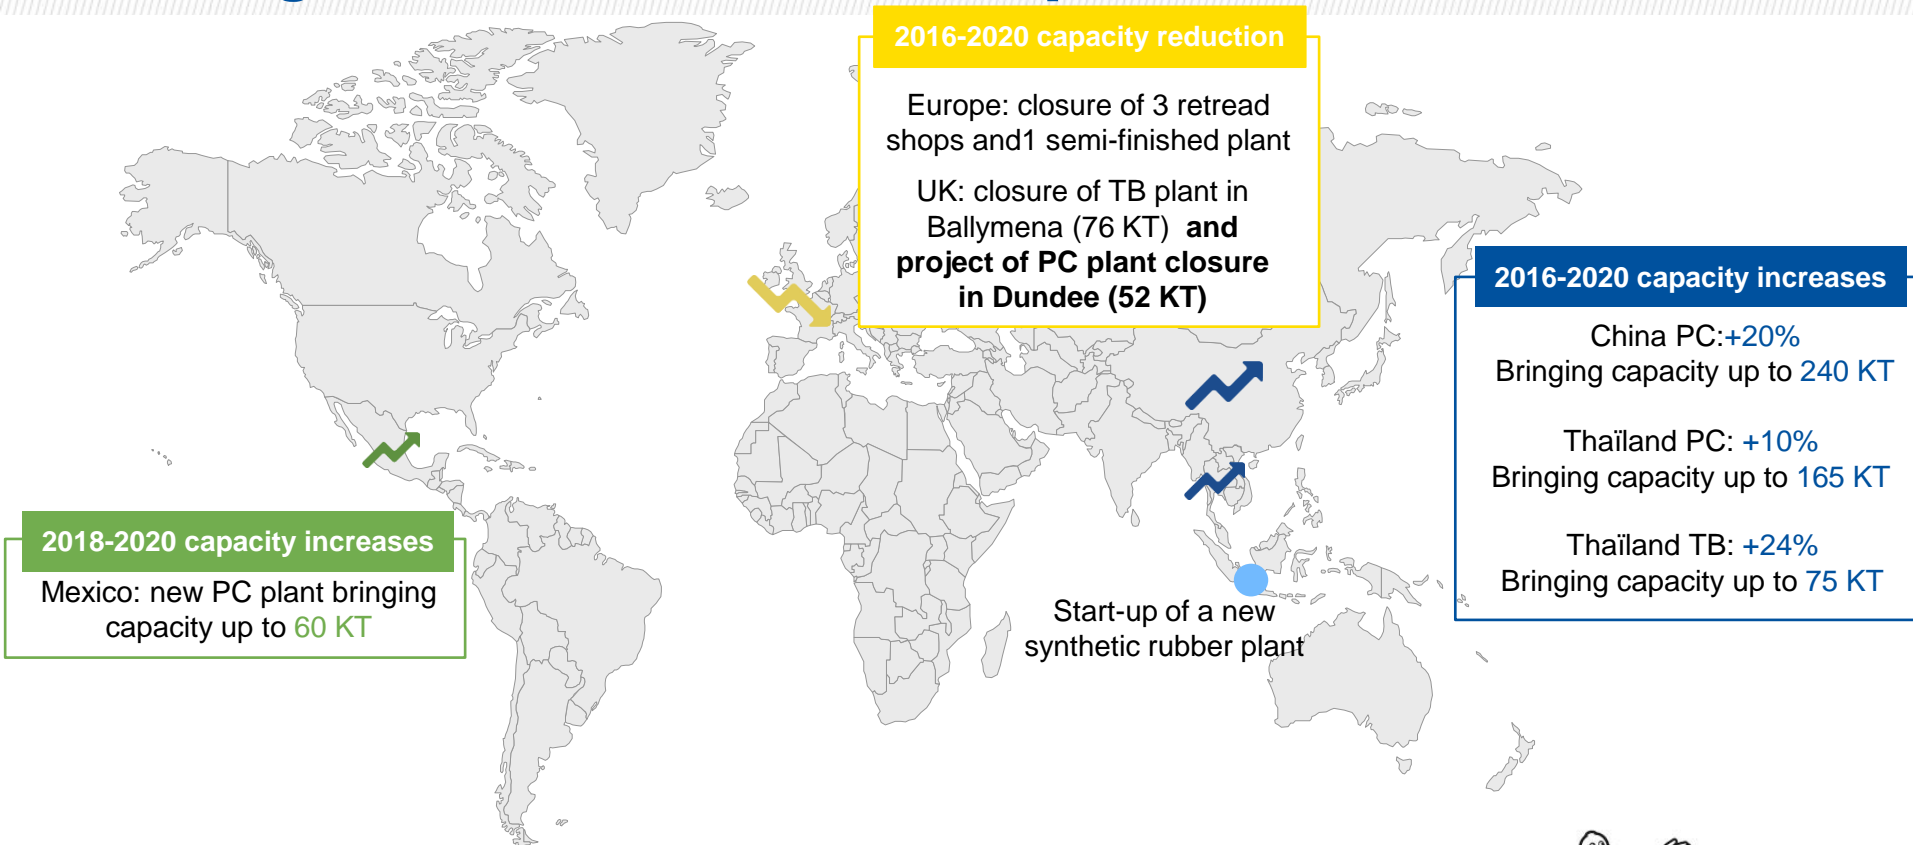 2016-2020 capacity reduction
Europe: closure of 3 retread
shops and1 semi-finished plant
UK: closure of TB plant in
Ballymena (76 KT) and
project of PC plant closure
in Dundee (52 KT)
2016-2020 capacity increases
China PC:+20%
Bringing capacity up to 240 KT
Thaïland PC: +10%
Bringing capacity up to 165 KT
Thaïland TB: +24%
Bringing capacity up to 75 KT
2018-2020 capacity increases
Mexico: new PC plant bringing
capacity up to 60 KT
Start-up of a new
synthetic rubber plant